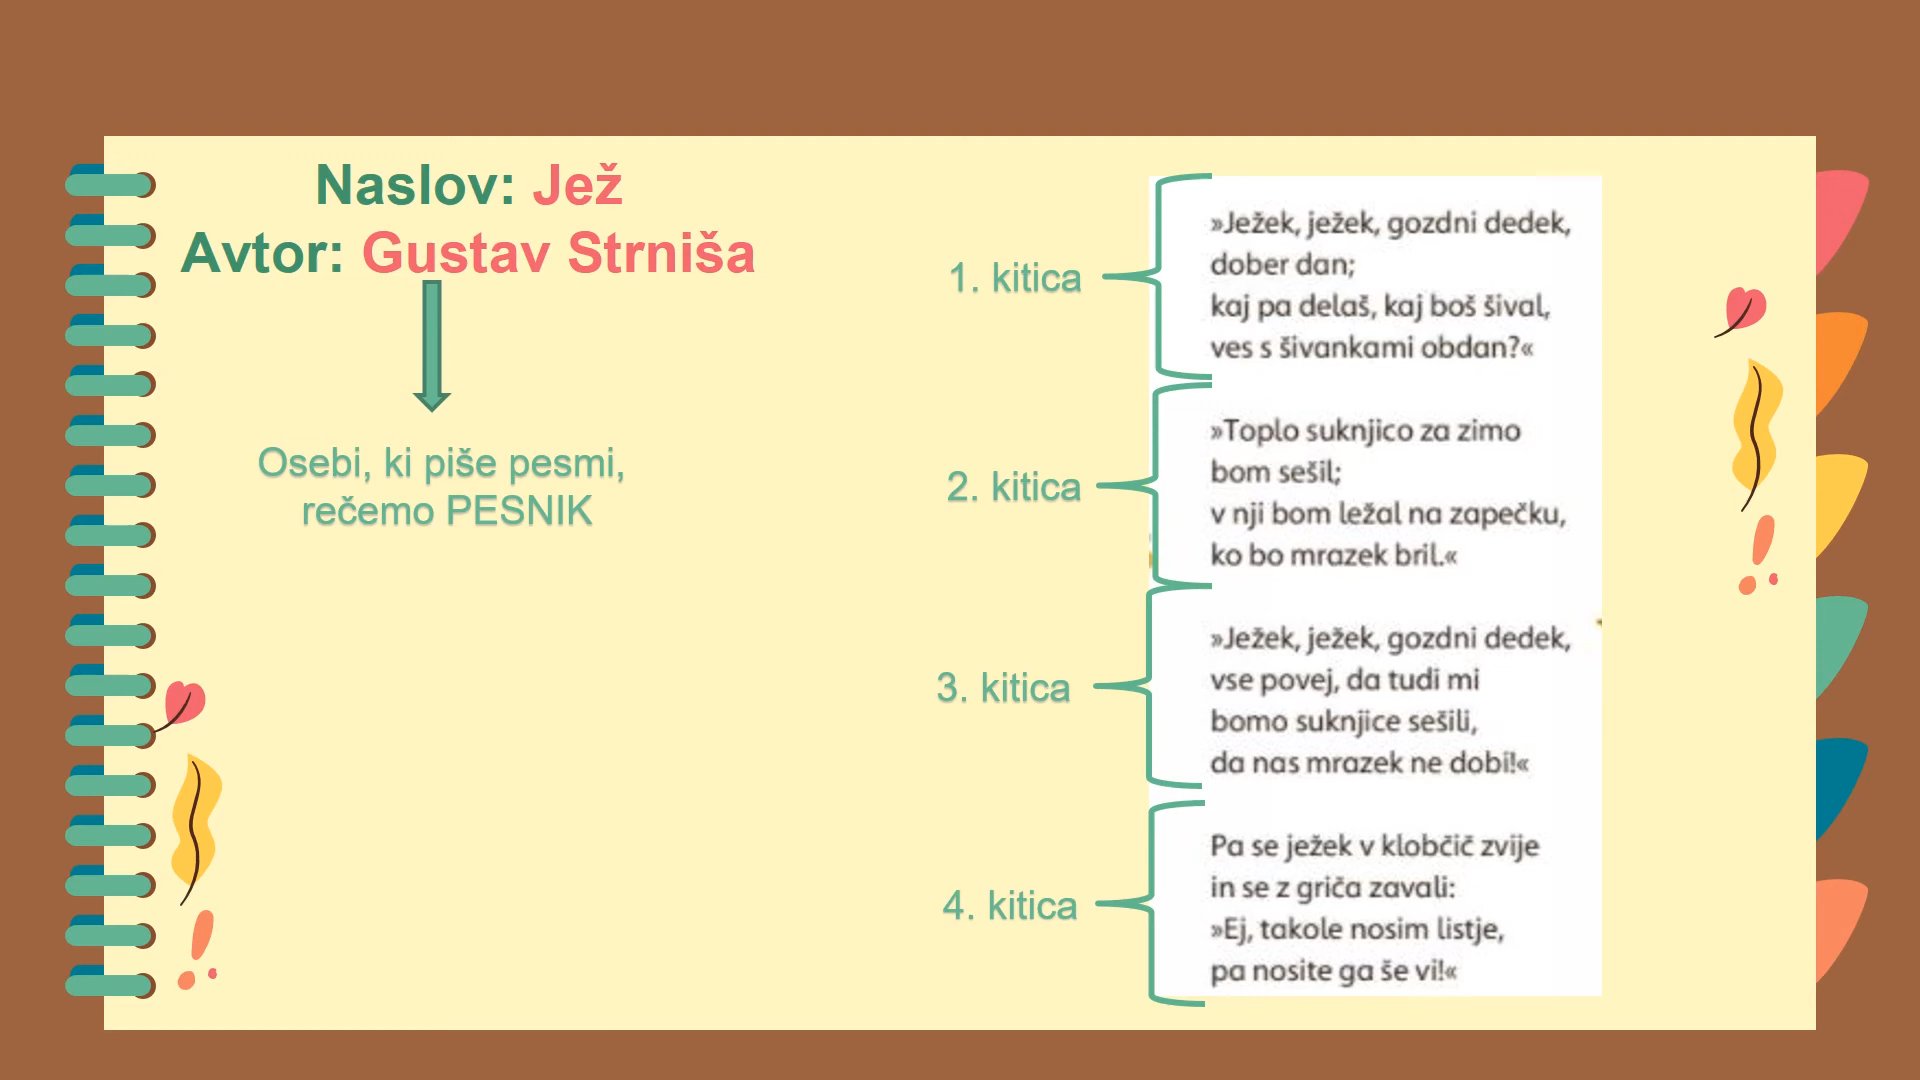 Naslov: Jež
Avtor: Gustav Strniša
Osebi, ki piše pesmi,
rečemo PESNIK
1. kitica
»Ježek, ježek, gozdni dedek,
dober dan;
kaj pa delaš, kaj boš šival,
ves s šivankami obdan?«
2. kitica
»Toplo suknjico za zimo
bom sešil;
v nji bom ležal na zapečku,
ko bo mrazek bril.«
3. kitica
»Ježek, ježek, gozdni dedek,
vse povej, da tudi mi
bomo suknjice sešili,
da nas mrazek ne dobi!«
4. kitica
Pa se ježek v klobčič zvije
in se z griča zavali:
»Ej, takole nosim listje,
pa nosite ga še vi!«